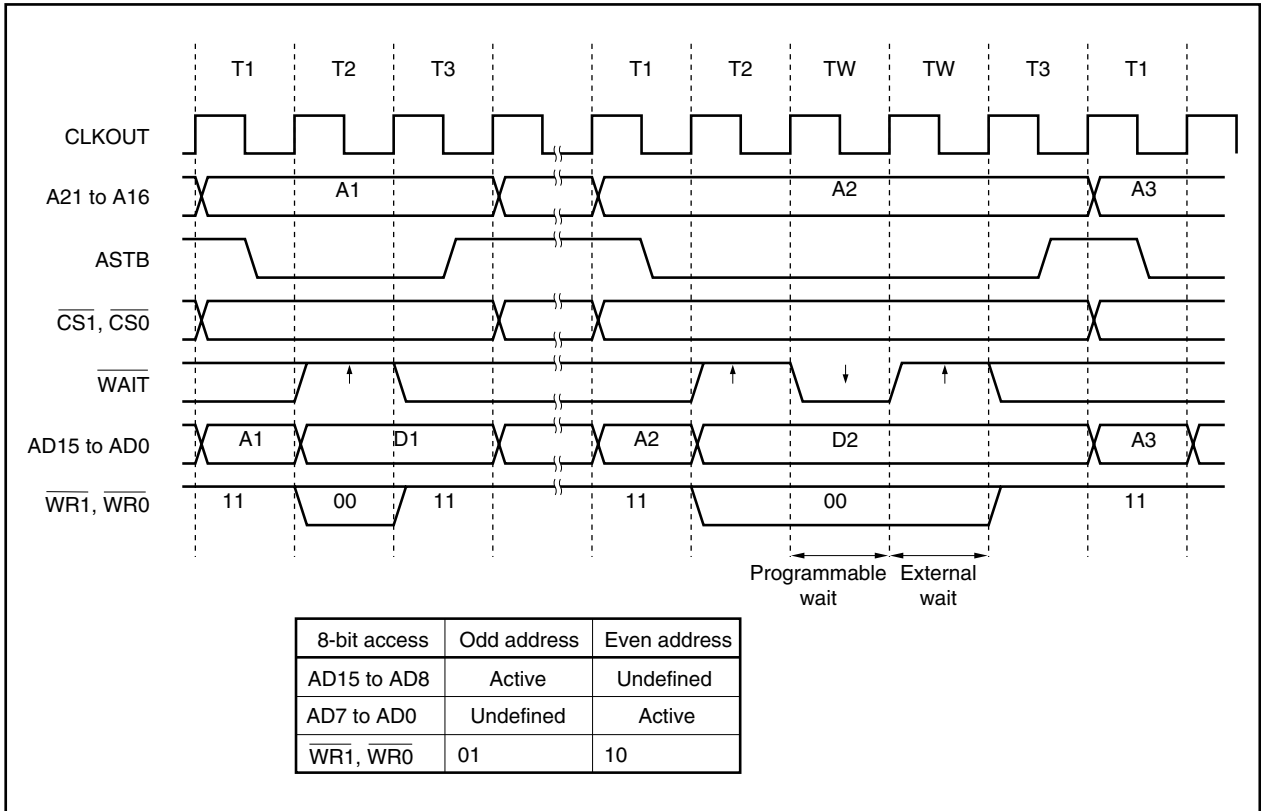 T1 T2 T3 T1 T2 TW TW T3 T1
CLKOUT
A21 to A16 A1 A2 A3
ASTB
CS1, CS0
WAIT
AD15 to AD0 A1 D1 A2 D2 A3
WR1, WR0 11 00 11 11 00 11
Programmable wait
External wait
8-bit access Odd address Even address
AD15 to AD8 Active Undefined
AD7 to AD0 Undefined Active
WR1, WR0 01 10